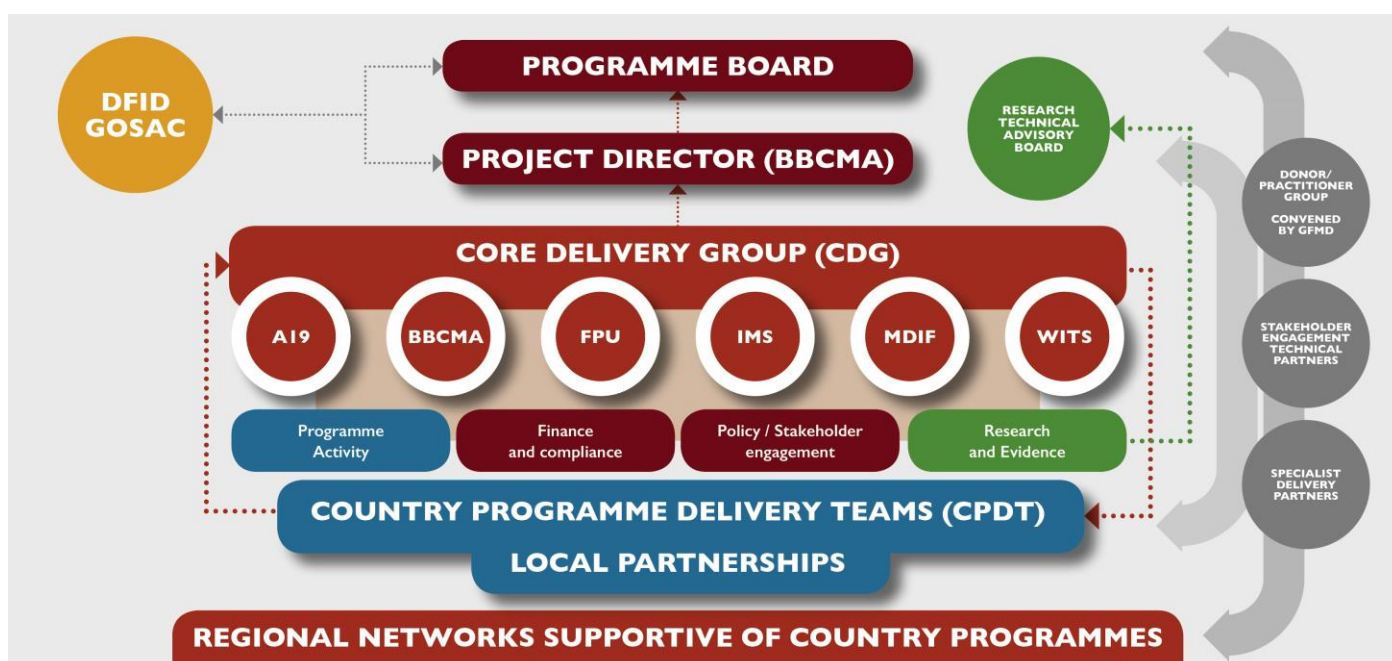 PROGRAMME BOARD
DFID
GOSAC
PROJECT DIRECTOR (BBCMA)
RESEARCH
TECHNICAL
ADVISORY
BOARD
DONOR/
PRACTITIONER
GROUP
CONVENED
BY GFMD
CORE DELIVERY GROUP (CDG)
A19
BBCMA
FPU
IMS
MDIF
WITS
STAKEHOLDER
ENGAGEMENT
TECHNICAL
PARTNERS
Programme
Activity
Finance
and compliance
Policy / Stakeholder
engagement
Research
and Evidence
SPECIALIST
DELIVERY
PARTNERS
COUNTRY PROGRAMME DELIVERY TEAMS (CPDT)
LOCAL PARTNERSHIPS
REGIONAL NETWORKS SUPPORTIVE OF COUNTRY PROGRAMMES